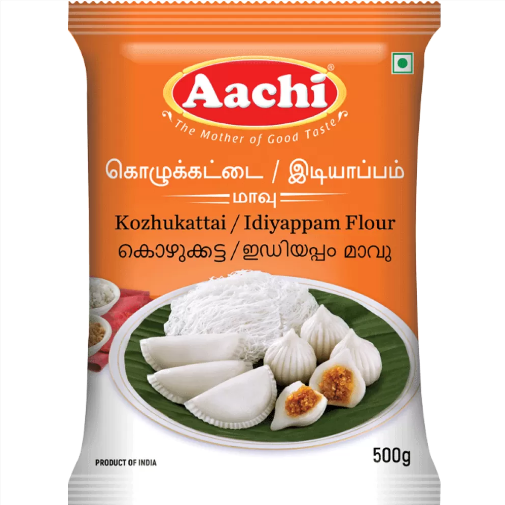 Aachi®
The Mother of Good Taste
கொழுக்கட்டை / இடியாப்பம்
மாவு
Kozhukattai / Idiyappam Flour
കൊഴുക്കട്ട / ഇഡിയപ്പം മാവു
PRODUCT OF INDIA
500g